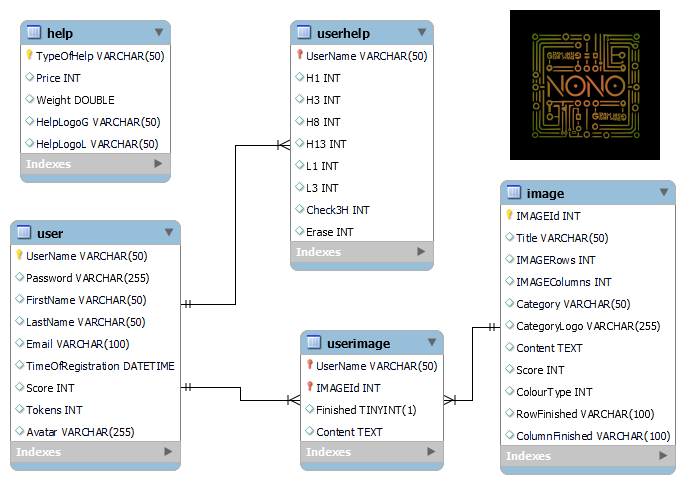 help
TypeOfHelp VARCHAR(50)
Price INT
Weight DOUBLE
HelpLogoG VARCHAR(50)
HelpLogoL VARCHAR(50)
Indexes
userhelp
UserName VARCHAR(50)
H1 INT
H3 INT
H8 INT
H13 INT
L1 INT
L3 INT
Check3H INT
Erase INT
Indexes
NONO
user
UserName VARCHAR(50)
Password VARCHAR(255)
FirstName VARCHAR(50)
LastName VARCHAR(50)
Email VARCHAR(100)
TimeOfRegistration DATETIME
Score INT
Tokens INT
Avatar VARCHAR(255)
Indexes
userimage
UserName VARCHAR(50)
IMAGEId INT
Finished TINYINT(1)
Content TEXT
Indexes
image
IMAGEId INT
Title VARCHAR(50)
IMAGERows INT
IMAGEColumns INT
Category VARCHAR(50)
CategoryLogo VARCHAR(255)
Content TEXT
Score INT
ColourType INT
RowFinished VARCHAR(100)
ColumnFinished VARCHAR(100)
Indexes